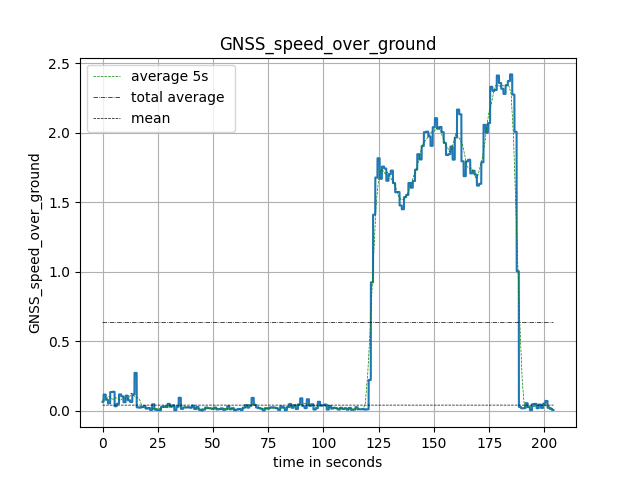 GNSS_speed_over_ground
average 5s
total average
mean
GNSS_speed_over_ground
2.5
2.0
1.5
1.0
0.5
0.0
0 25 50 75 100 125 150 175 200
time in seconds